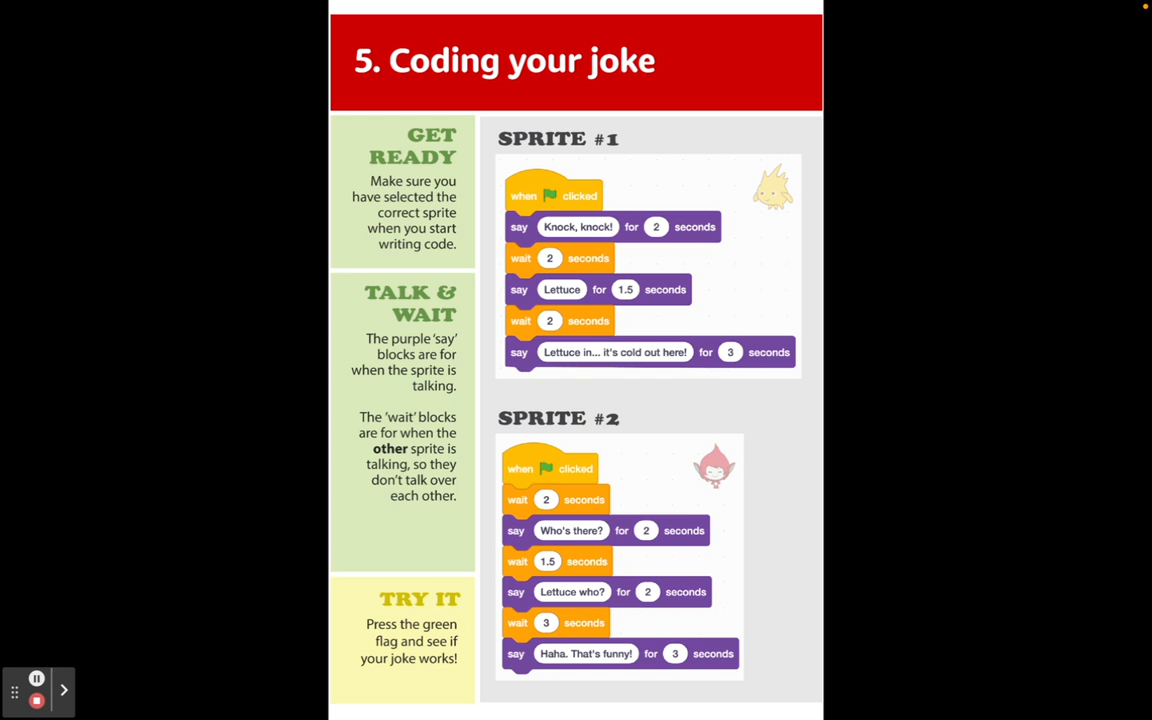 5. Coding your joke
GET
READY
Make sure you
have selected the
correct sprite
when you start
writing code.
TALK &
WAIT
The purple ‘say’
blocks are for
when the sprite is
talking.
The ‘wait’ blocks
are for when the
other sprite is
talking, so they
don’t talk over
each other.
TRY IT
Press the green
flag and see if
your joke works!
SPRITE #1
when clicked
say Knock, knock! for 2 seconds
wait 2 seconds
say Lettuce for 1.5 seconds
wait 2 seconds
say Lettuce in... it's cold out here! for 3 seconds
SPRITE #2
when clicked
wait 2 seconds
say Who's there? for 2 seconds
wait 1.5 seconds
say Lettuce who? for 2 seconds
wait 3 seconds
say Haha. That's funny! for 3 seconds